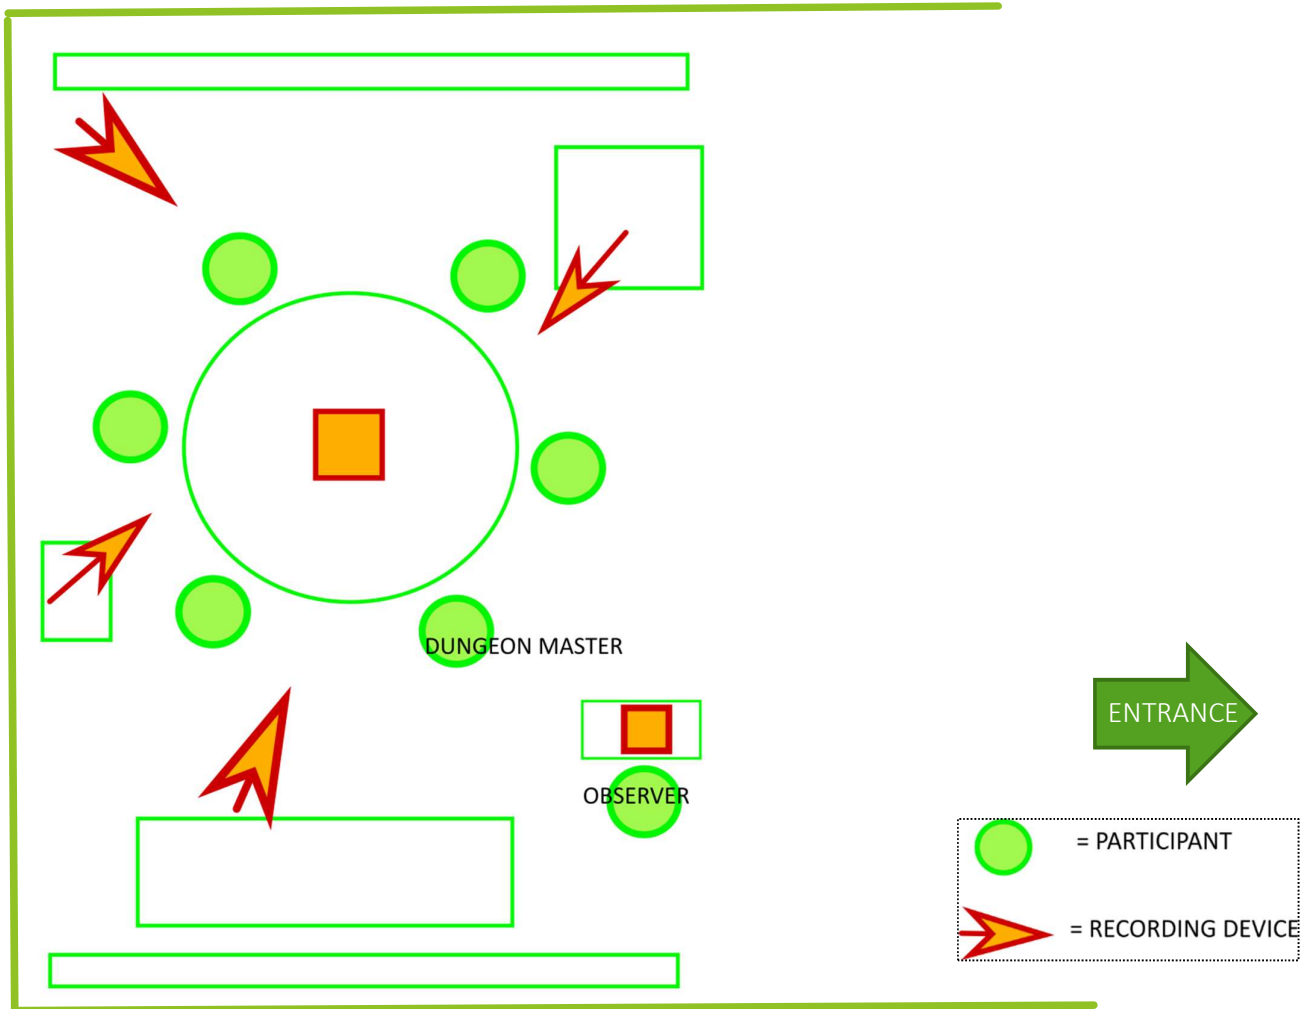 DUNGEON MASTER
ENTRANCE
OBSERVER
= PARTICIPANT
= RECORDING DEVICE